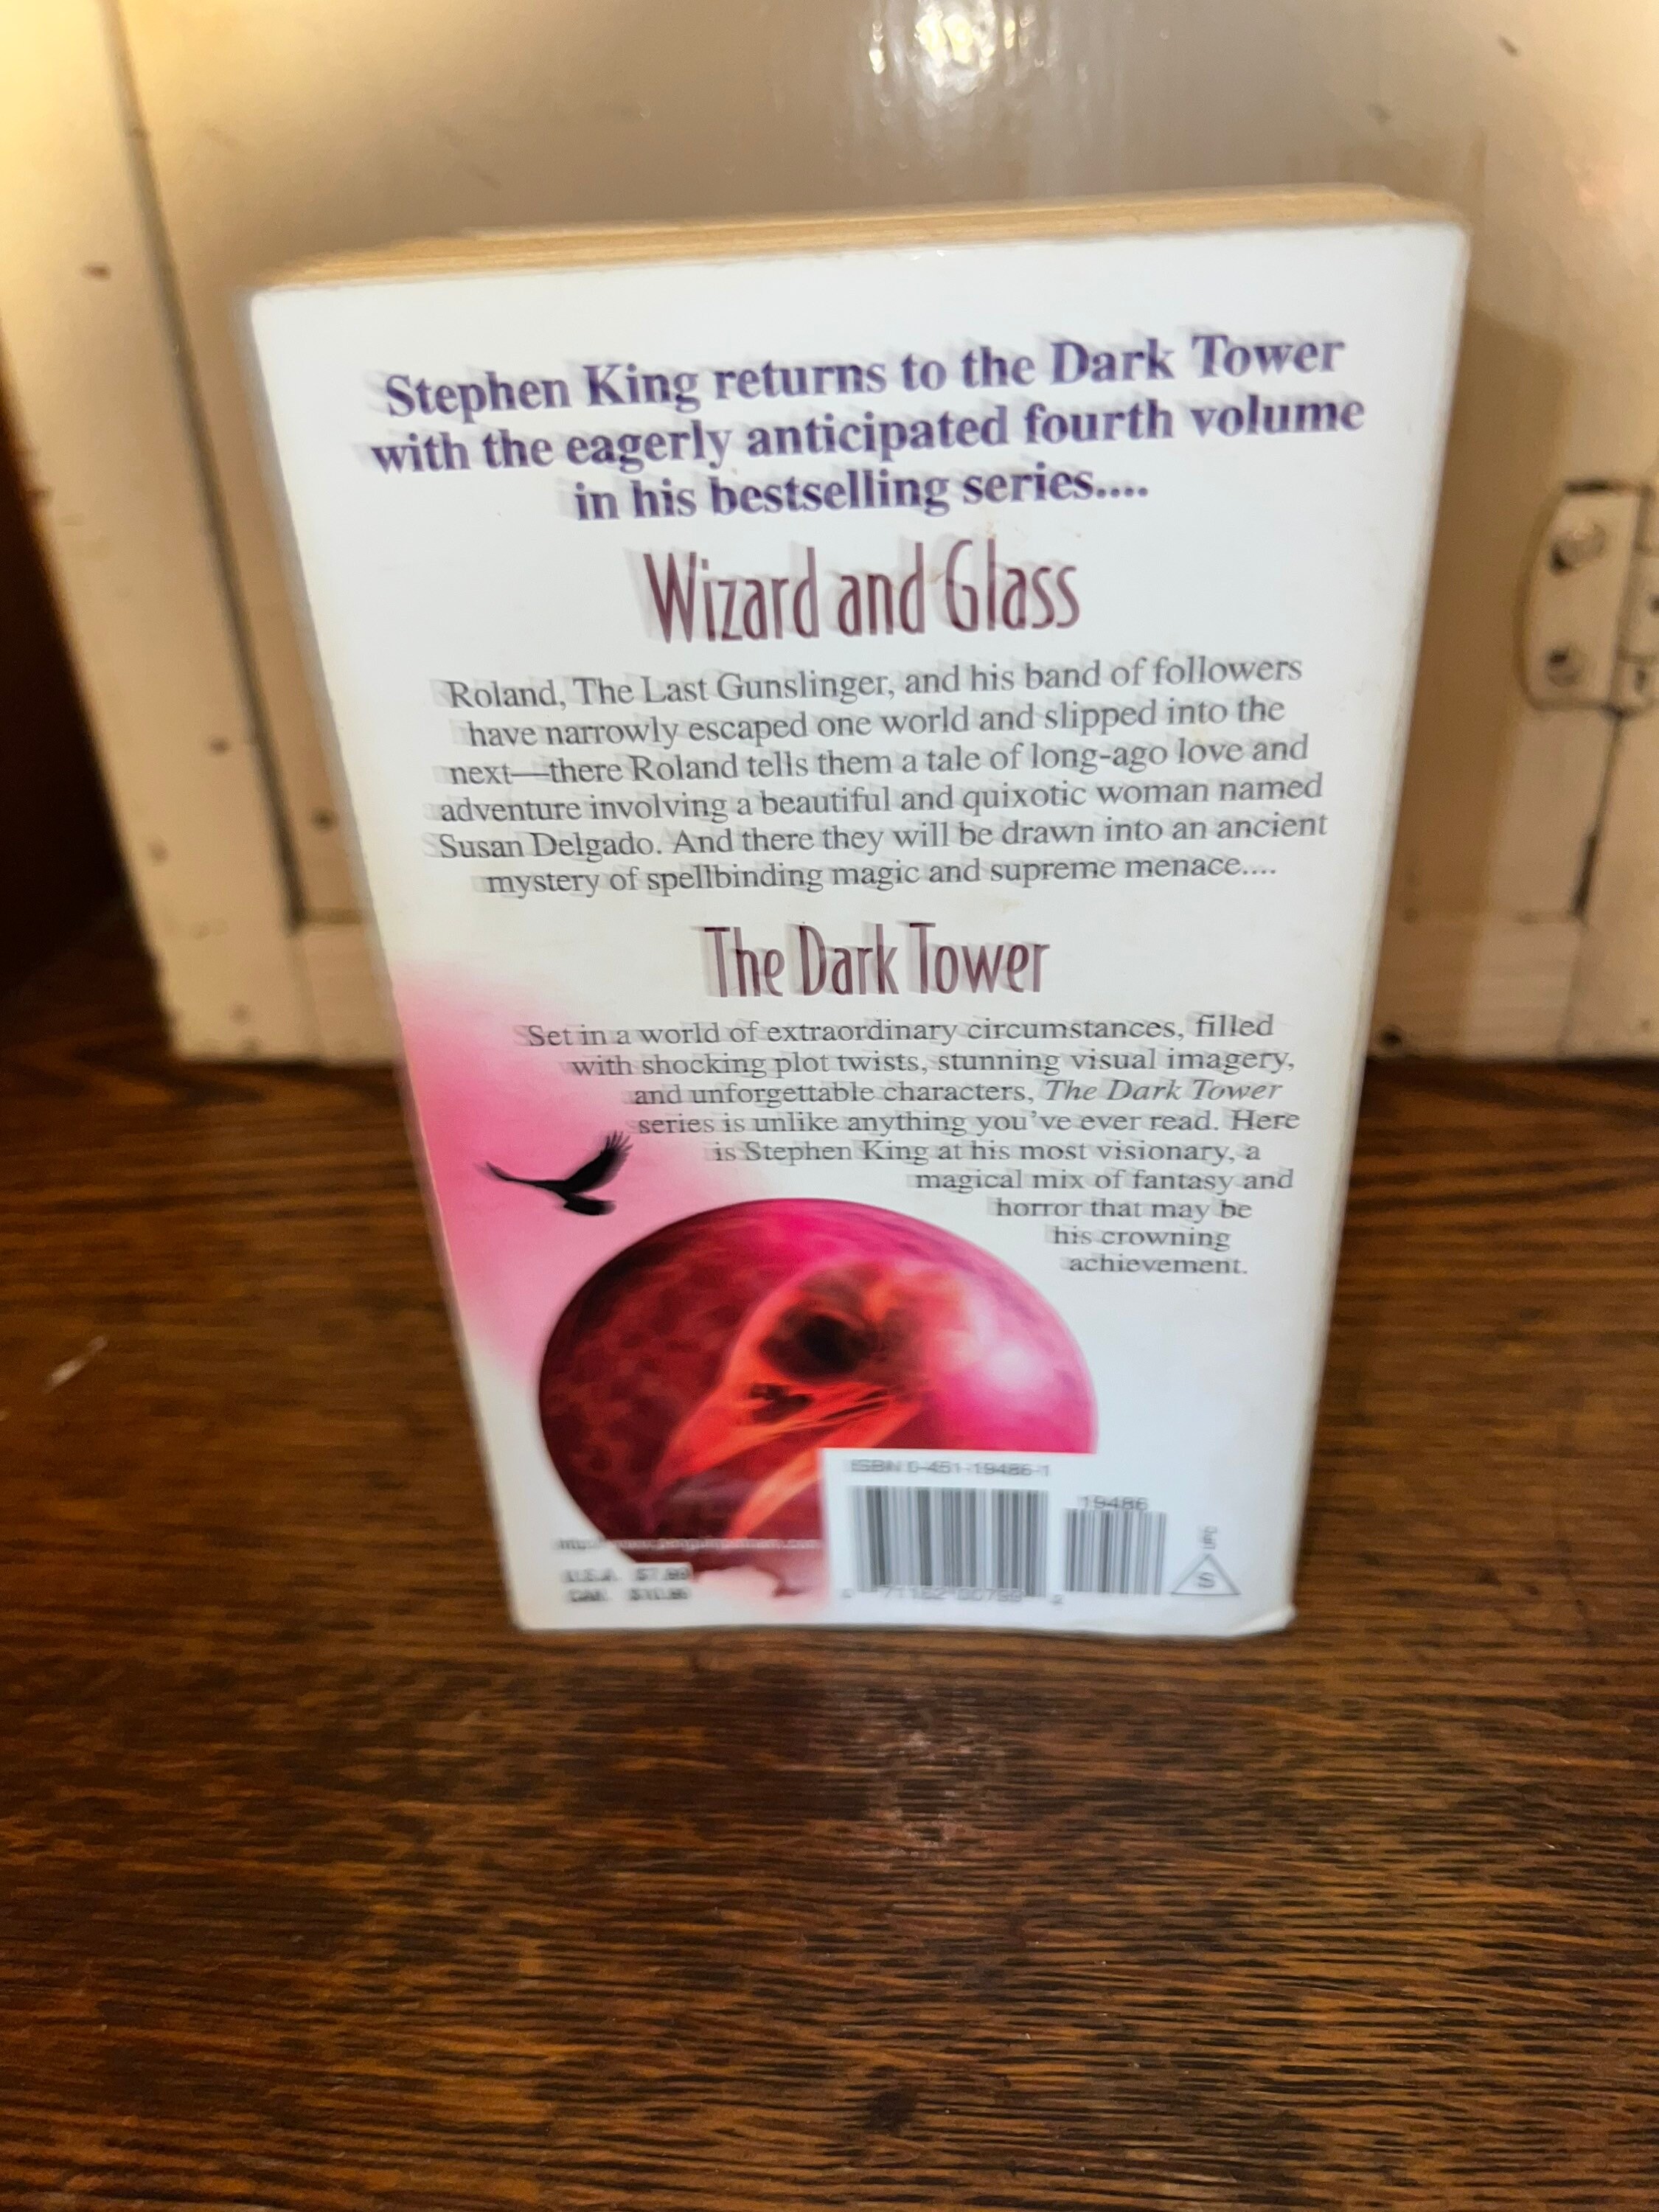 Stephen King returns to the Dark Tower
with the eagerly anticipated fourth volume
in his bestselling series....
Wizard and Glass
Roland, The Last Gunslinger, and his band of followers
have narrowly escaped one world and slipped into the
next—there Roland tells them a tale of long-ago love and
adventure involving a beautiful and quixotic woman named
Susan Delgado. And there they will be drawn into an ancient
mystery of spellbinding magic and supreme menace....
The Dark Tower
Set in a world of extraordinary circumstances, filled
with shocking plot twists, stunning visual imagery,
and unforgettable characters, The Dark Tower
series is unlike anything you've ever read. Here
is Stephen King at his most visionary, a
magical mix of fantasy and
horror that may be
his crowning
achievement.
ISBN 0-451-19486-1
19486
U.S.A. $7.99
CAN. $10.99
S